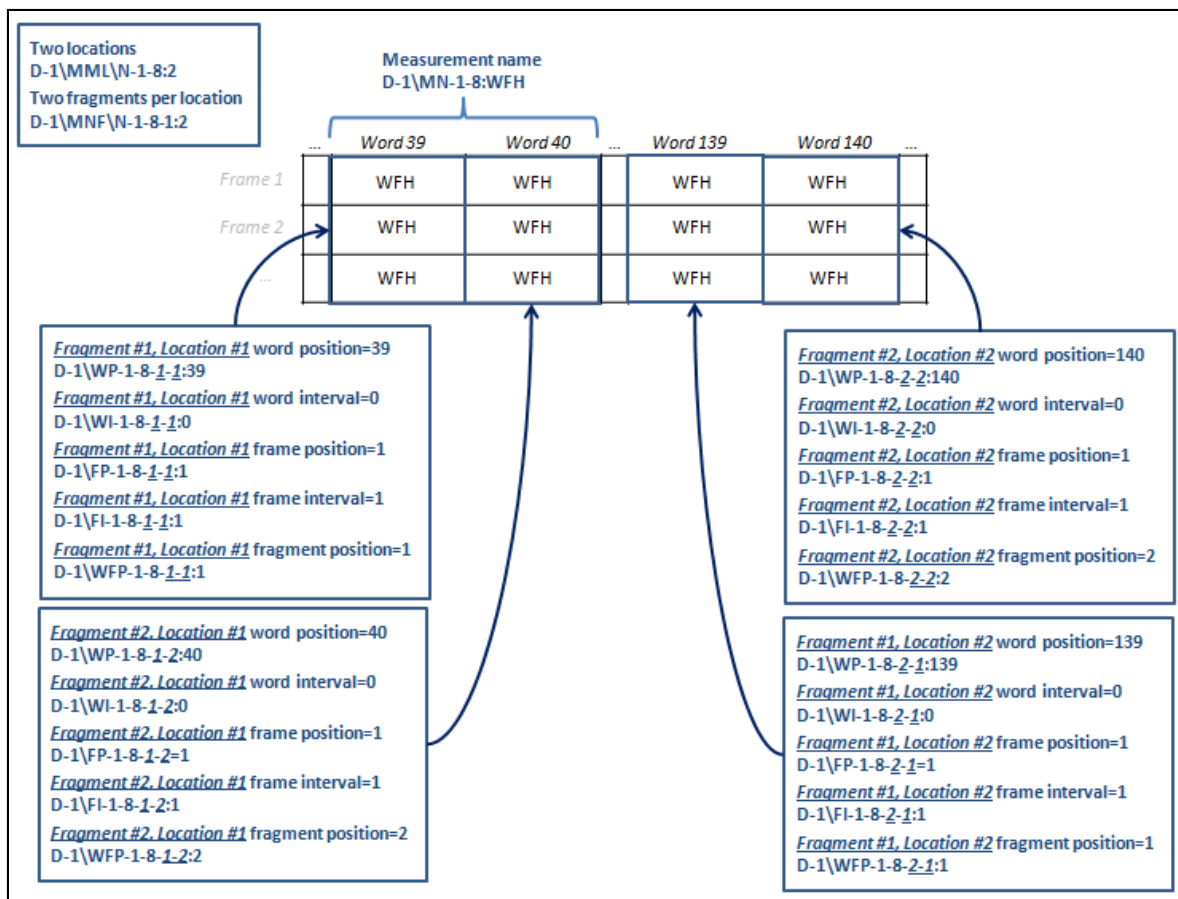 Two locations
D-1\MML\N-1-8:2
Two fragments per location
D-1\MNF\N-1-8-1:2
Measurement name
D-1\MN-1-8:WFH
... Word 39 Word 40 ... Word 139 Word 140 ...
Frame 1 WFH WFH WFH WFH
Frame 2 WFH WFH WFH WFH
... WFH WFH WFH WFH
Fragment #1, Location #1 word position=39
D-1\WP-1-8-1-1:39
Fragment #1, Location #1 word interval=0
D-1\WI-1-8-1-1:0
Fragment #1, Location #1 frame position=1
D-1\FP-1-8-1-1:1
Fragment #1, Location #1 frame interval=1
D-1\FI-1-8-1-1:1
Fragment #1, Location #1 fragment position=1
D-1\WFP-1-8-1-1:1
Fragment #2, Location #1 word position=40
D-1\WP-1-8-1-2:40
Fragment #2, Location #1 word interval=0
D-1\WI-1-8-1-2:0
Fragment #2, Location #1 frame position=1
D-1\FP-1-8-1-2=1
Fragment #2, Location #1 frame interval=1
D-1\FI-1-8-1-2:1
Fragment #2, Location #1 fragment position=2
D-1\WFP-1-8-1-2:2
Fragment #2, Location #2 word position=140
D-1\WP-1-8-2-2:140
Fragment #2, Location #2 word interval=0
D-1\WI-1-8-2-2:0
Fragment #2, Location #2 frame position=1
D-1\FP-1-8-2-2:1
Fragment #2, Location #2 frame interval=1
D-1\FI-1-8-2-2:1
Fragment #2, Location #2 fragment position=2
D-1\WFP-1-8-2-2:2
Fragment #1, Location #2 word position=139
D-1\WP-1-8-2-1:139
Fragment #1, Location #2 word interval=0
D-1\WI-1-8-2-1:0
Fragment #1, Location #2 frame position=1
D-1\FP-1-8-2-1=1
Fragment #1, Location #2 frame interval=1
D-1\FI-1-8-2-1:1
Fragment #1, Location #2 fragment position=1
D-1\WFP-1-8-2-1:1